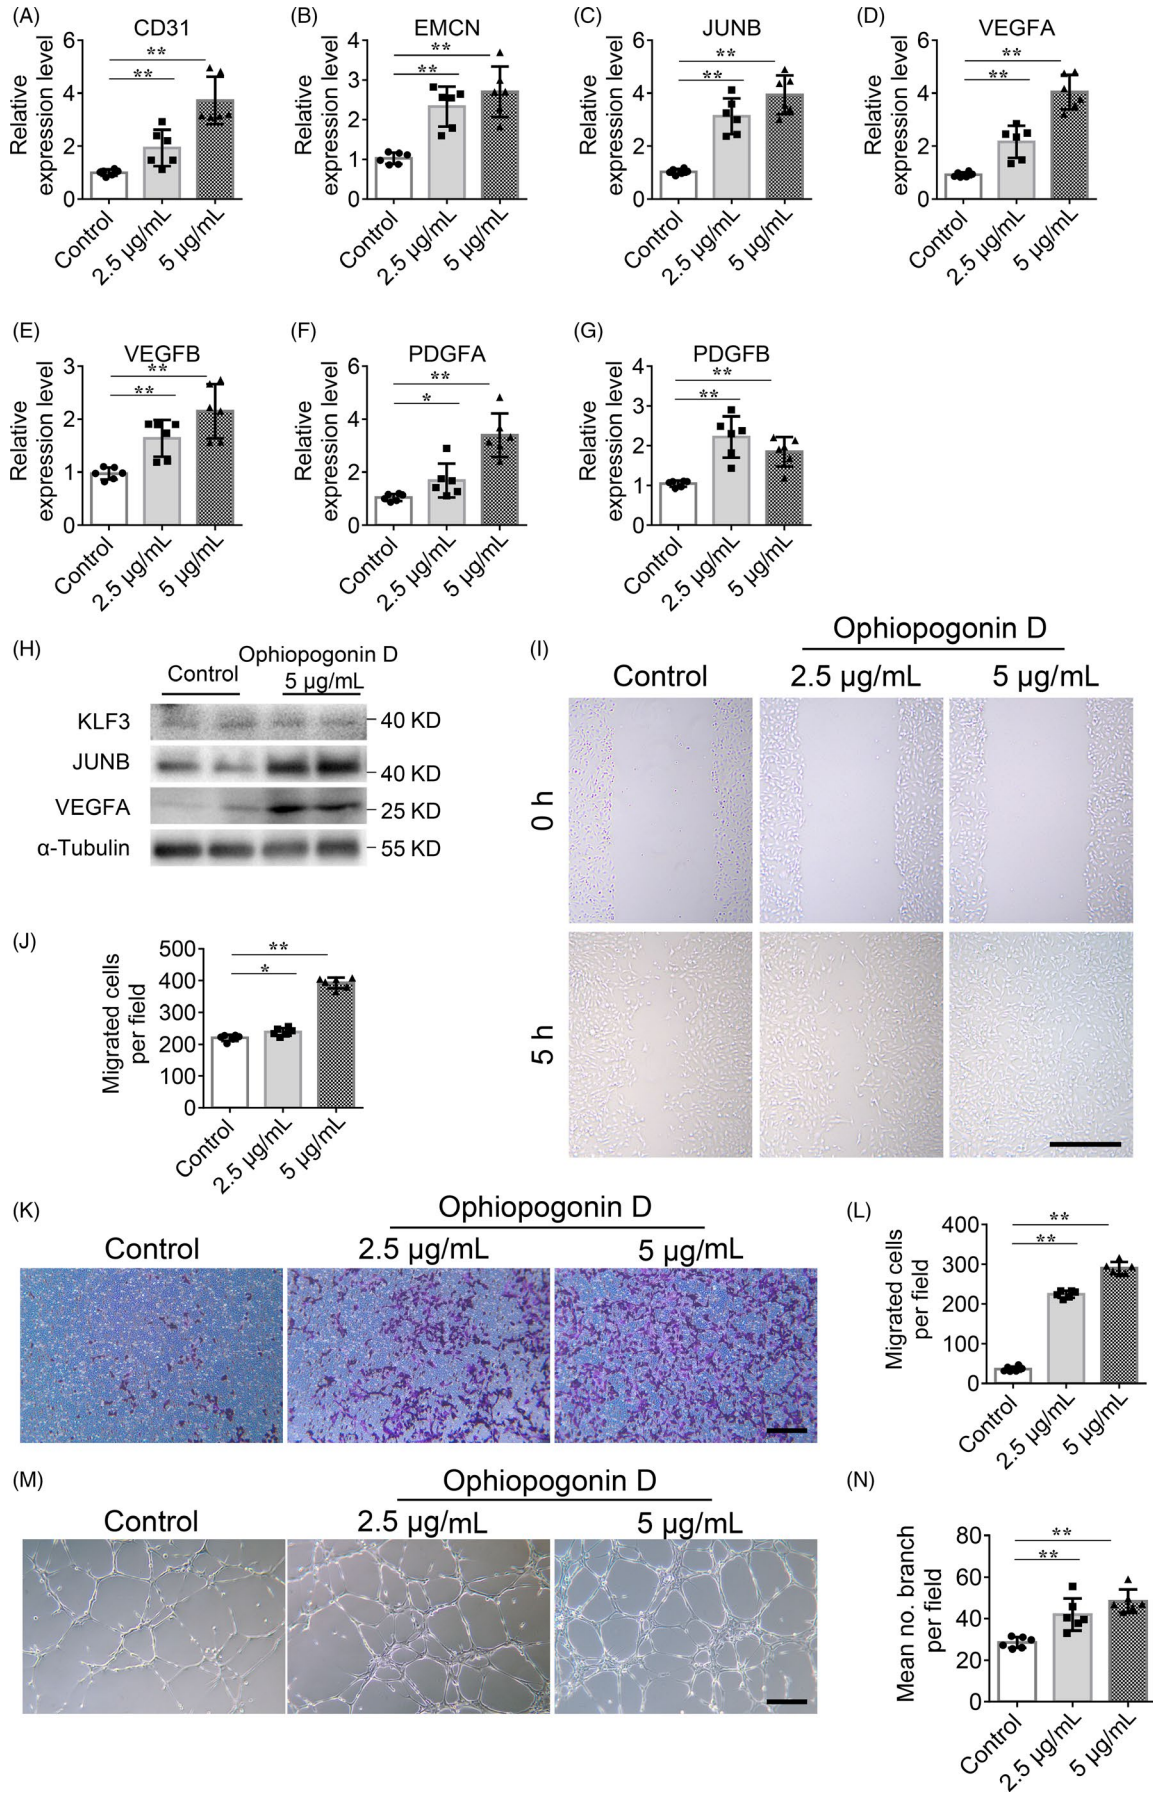 (A)
CD31
Relative
expression level
6
4
2
0
**
**
Control
2.5 µg/mL
5 µg/mL
(B)
EMCN
Relative
expression level
4
3
2
1
0
**
**
Control
2.5 µg/mL
5 µg/mL
(C)
JUNB
Relative
expression level
6
4
2
0
**
**
Control
2.5 µg/mL
5 µg/mL
(D)
VEGFA
Relative
expression level
6
4
2
0
**
**
Control
2.5 µg/mL
5 µg/mL
(E)
VEGFB
Relative
expression level
3
2
1
0
**
**
Control
2.5 µg/mL
5 µg/mL
(F)
PDGFA
Relative
expression level
6
4
2
0
**
*
Control
2.5 µg/mL
5 µg/mL
(G)
PDGFB
Relative
expression level
4
3
2
1
0
**
**
Control
2.5 µg/mL
5 µg/mL
(H)
Ophiopogonin D
Control
5 µg/mL
KLF3
40 KD
JUNB
40 KD
VEGFA
25 KD
α-Tubulin
55 KD
(I)
Ophiopogonin D
Control
2.5 µg/mL
5 µg/mL
0 h
5 h
(J)
Migrated cells
per field
500
400
300
200
100
0
**
*
Control
2.5 µg/mL
5 µg/mL
(K)
Ophiopogonin D
Control
2.5 µg/mL
5 µg/mL
(L)
Migrated cells
per field
400
300
200
100
0
**
**
Control
2.5 µg/mL
5 µg/mL
(M)
Ophiopogonin D
Control
2.5 µg/mL
5 µg/mL
(N)
Mean no. branch
per field
80
60
40
20
0
**
**
Control
2.5 µg/mL
5 µg/mL